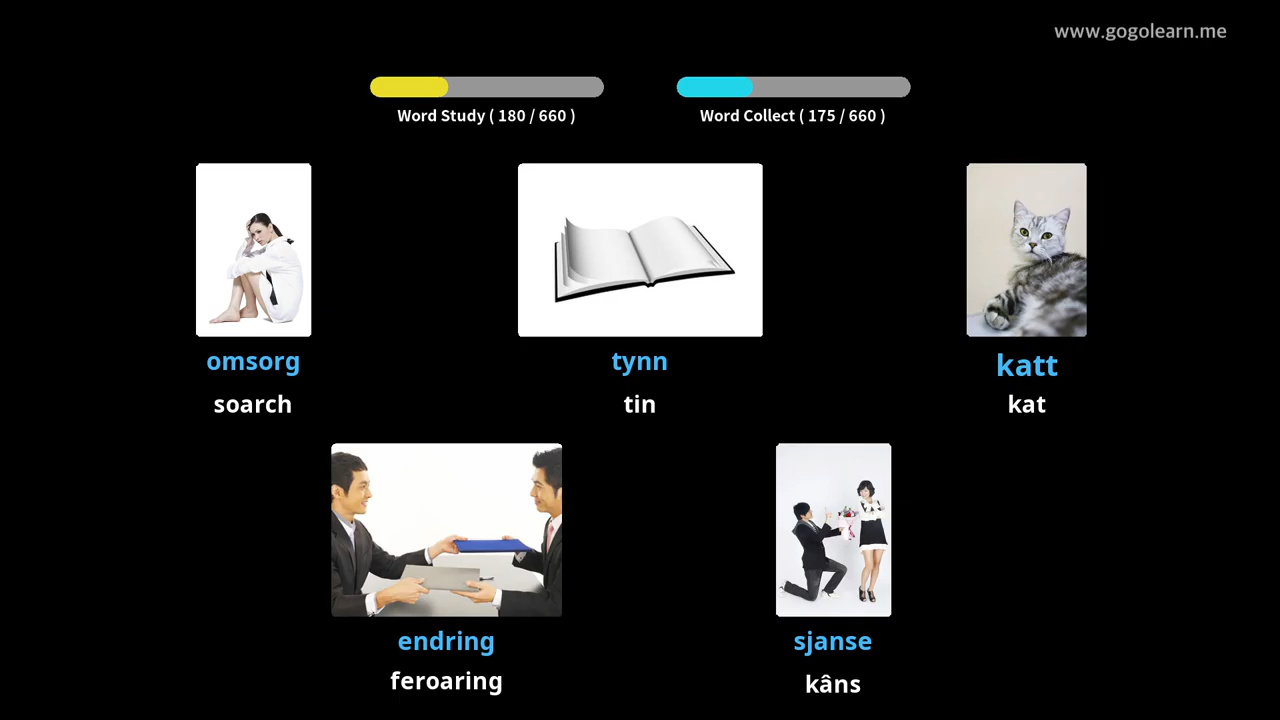 www.gogolearn.me
Word Study ( 180 / 660 )
Word Collect ( 175 / 660 )
omsorg
soarch
tynn
tin
katt
kat
endring
feroaring
sjanse
kâns